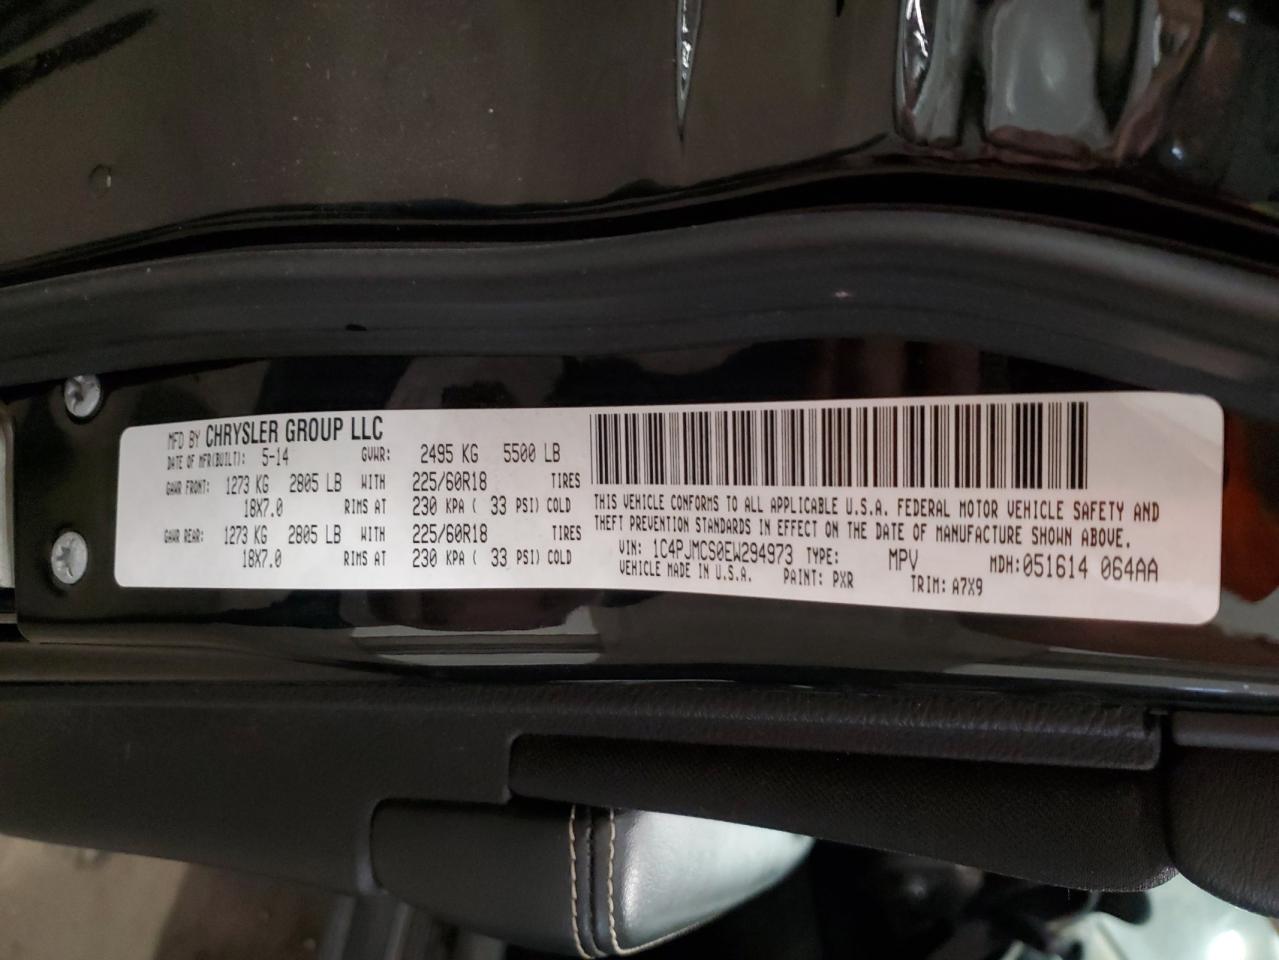 MFD BY CHRYSLER GROUP LLC
DATE OF MFR(BUILT): 5-14 GVWR: 2495 KG 5500 LB
GAWR FRONT: 1273 KG 2805 LB WITH 225/60R18 TIRES
18X7.0 RIMS AT 230 KPA ( 33 PSI) COLD
GAWR REAR: 1273 KG 2805 LB WITH 225/60R18 TIRES
18X7.0 RIMS AT 230 KPA ( 33 PSI) COLD
THIS VEHICLE CONFORMS TO ALL APPLICABLE U.S.A. FEDERAL MOTOR VEHICLE SAFETY AND
THEFT PREVENTION STANDARDS IN EFFECT ON THE DATE OF MANUFACTURE SHOWN ABOVE.
VIN: 1C4PJMCS0EW294973 TYPE: MPV MDH: 051614 064AA
VEHICLE MADE IN U.S.A. PAINT: PXR TRIM: A7X9